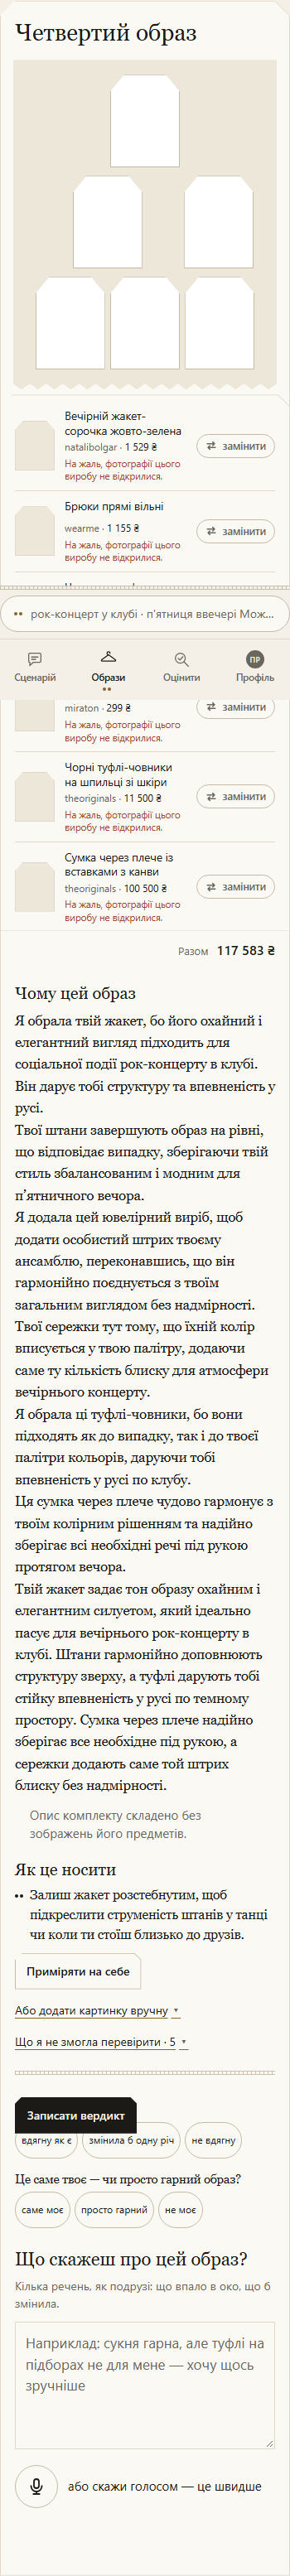 Четвертий образ
Вечірній жакет-
сорочка жовто-зелена
natalibolgar · 1 529 ₴
На жаль, фотографії цього
виробу не відкрилися.
замінити
Брюки прямі вільні
wearme · 1 155 ₴
На жаль, фотографії цього
виробу не відкрилися.
замінити
•• рок-концерт у клубі · п'ятниця ввечері Мож...
Сценарій
Образи
Оцінити
ПР
Профіль
miraton · 299 ₴
На жаль, фотографії цього
виробу не відкрилися.
замінити
Чорні туфлі-човники
на шпильці зі шкіри
theoriginals · 11 500 ₴
На жаль, фотографії цього
виробу не відкрилися.
замінити
Сумка через плече із
вставками з канви
theoriginals · 100 500 ₴
На жаль, фотографії цього
виробу не відкрилися.
замінити
Разом 117 583 ₴
Чому цей образ
Я обрала твій жакет, бо його охайний і
елегантний вигляд підходить для
соціальної події рок-концерту в клубі.
Він дарує тобі структуру та впевненість у
русі.
Твої штани завершують образ на рівні,
що відповідає випадку, зберігаючи твій
стиль збалансованим і модним для
п'ятничного вечора.
Я додала цей ювелірний виріб, щоб
додати особистий штрих твоєму
ансамблю, переконавшись, що він
гармонійно поєднується з твоїм
загальним виглядом без надмірності.
Твої сережки тут тому, що їхній колір
вписується у твою палітру, додаючи
саме ту кількість блиску для атмосфери
вечірнього концерту.
Я обрала ці туфлі-човники, бо вони
підходять як до випадку, так і до твоєї
палітри кольорів, даруючи тобі
впевненість у русі по клубу.
Ця сумка через плече чудово гармонує з
твоїм колірним рішенням та надійно
зберігає всі необхідні речі під рукою
протягом вечора.
Твій жакет задає тон образу охайним і
елегантним силуетом, який ідеально
пасує для вечірнього рок-концерту в
клубі. Штани гармонійно доповнюють
структуру зверху, а туфлі дарують тобі
стійку впевненість у русі по темному
простору. Сумка через плече надійно
зберігає все необхідне під рукою, а
сережки додають саме той штрих
блиску без надмірності.
Опис комплекту складено без
зображень його предметів.
Як це носити
•• Залиш жакет розстебнутим, щоб
підкреслити струменість штанів у танці
чи коли ти стоїш близько до друзів.
Приміряти на себе
Або додати картинку вручну
Що я не змогла перевірити · 5
Записати вердикт
вдягну як є
змінила б одну річ
не вдягну
Це саме твоє — чи просто гарний образ?
саме моє
просто гарний
не моє
Що скажеш про цей образ?
Кілька речень, як подрузі: що впало в око, що б
змінила.
Наприклад: сукня гарна, але туфлі на
підборах не для мене — хочу щось
зручніше
або скажи голосом — це швидше